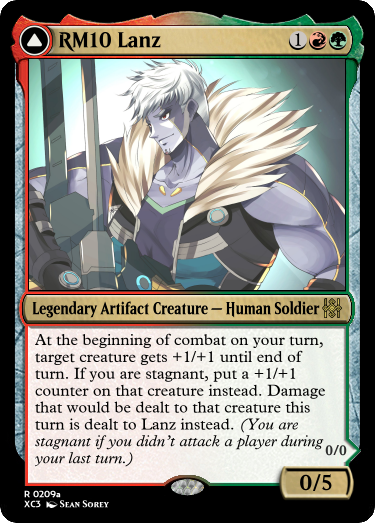 RM10 Lanz 1
Legendary Artifact Creature — Human Soldier
At the beginning of combat on your turn,
target creature gets +1/+1 until end of
turn. If you are stagnant, put a +1/+1
counter on that creature instead. Damage
that would be dealt to that creature this
turn is dealt to Lanz instead. (You are
stagnant if you didn't attack a player during
your last turn.)
0/0
0/5
R 0209a
XC3 Sean Sorey